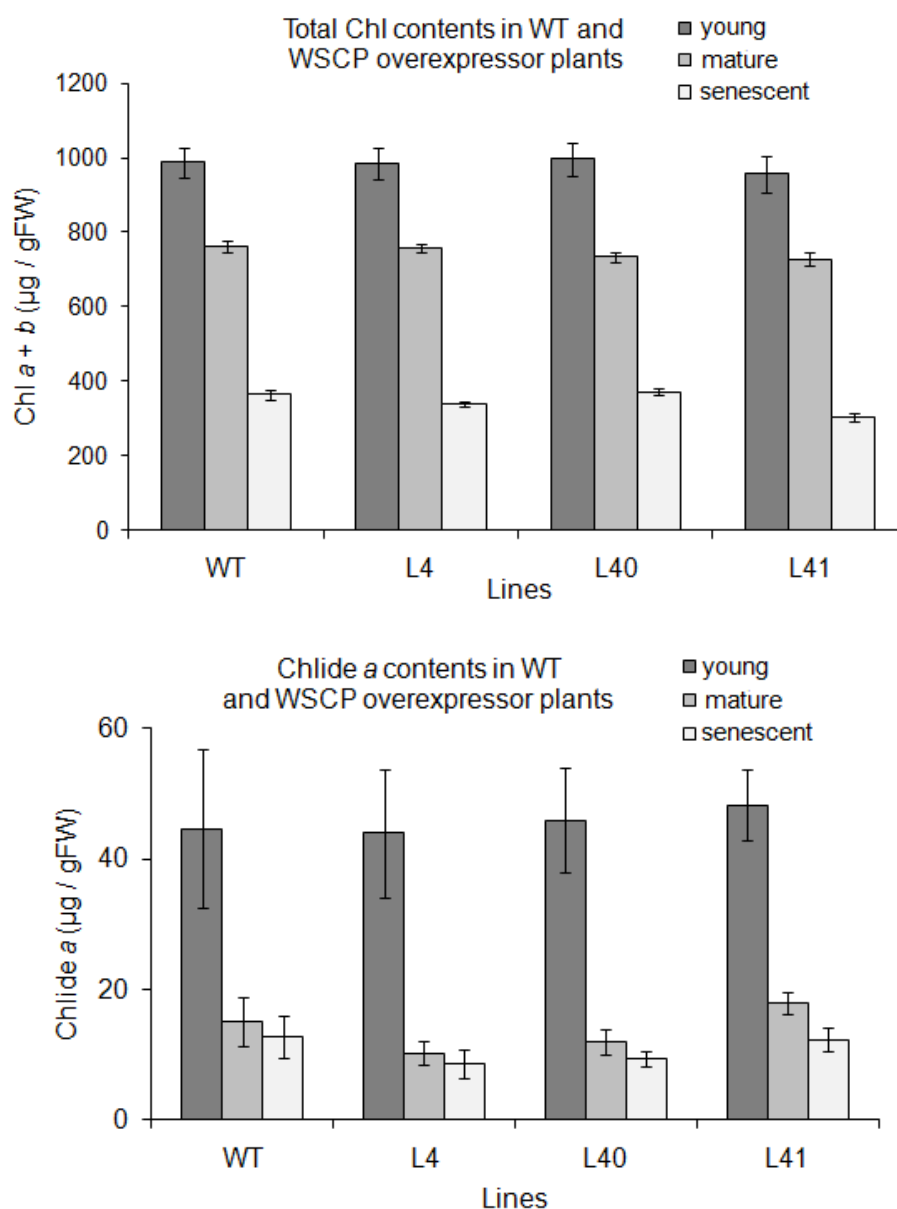 Total Chl contents in WT and
WSCP overexpressor plants
young
mature
senescent
1200
1000
800
600
400
200
0
Chl a + b (µg / gFW)
WT
L4
L40
L41
Lines
Chlide a contents in WT
and WSCP overexpressor plants
young
mature
senescent
60
40
20
0
Chlide a (µg / gFW)
WT
L4
L40
L41
Lines